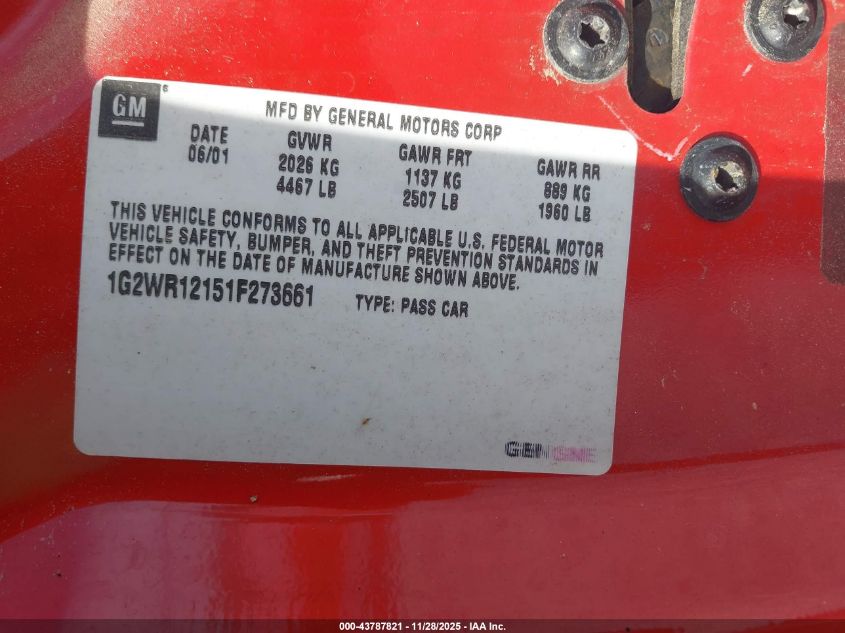 GM
MFD BY GENERAL MOTORS CORP
DATE GVWR GAWR FRT GAWR RR
06/01 2026 KG 1137 KG 889 KG
4467 LB 2507 LB 1960 LB
THIS VEHICLE CONFORMS TO ALL APPLICABLE U.S. FEDERAL MOTOR
VEHICLE SAFETY, BUMPER, AND THEFT PREVENTION STANDARDS IN
EFFECT ON THE DATE OF MANUFACTURE SHOWN ABOVE.
1G2WR12151F273661 TYPE: PASS CAR
GENUINE
000-43787821 | 11/28/2025 - IAA Inc.